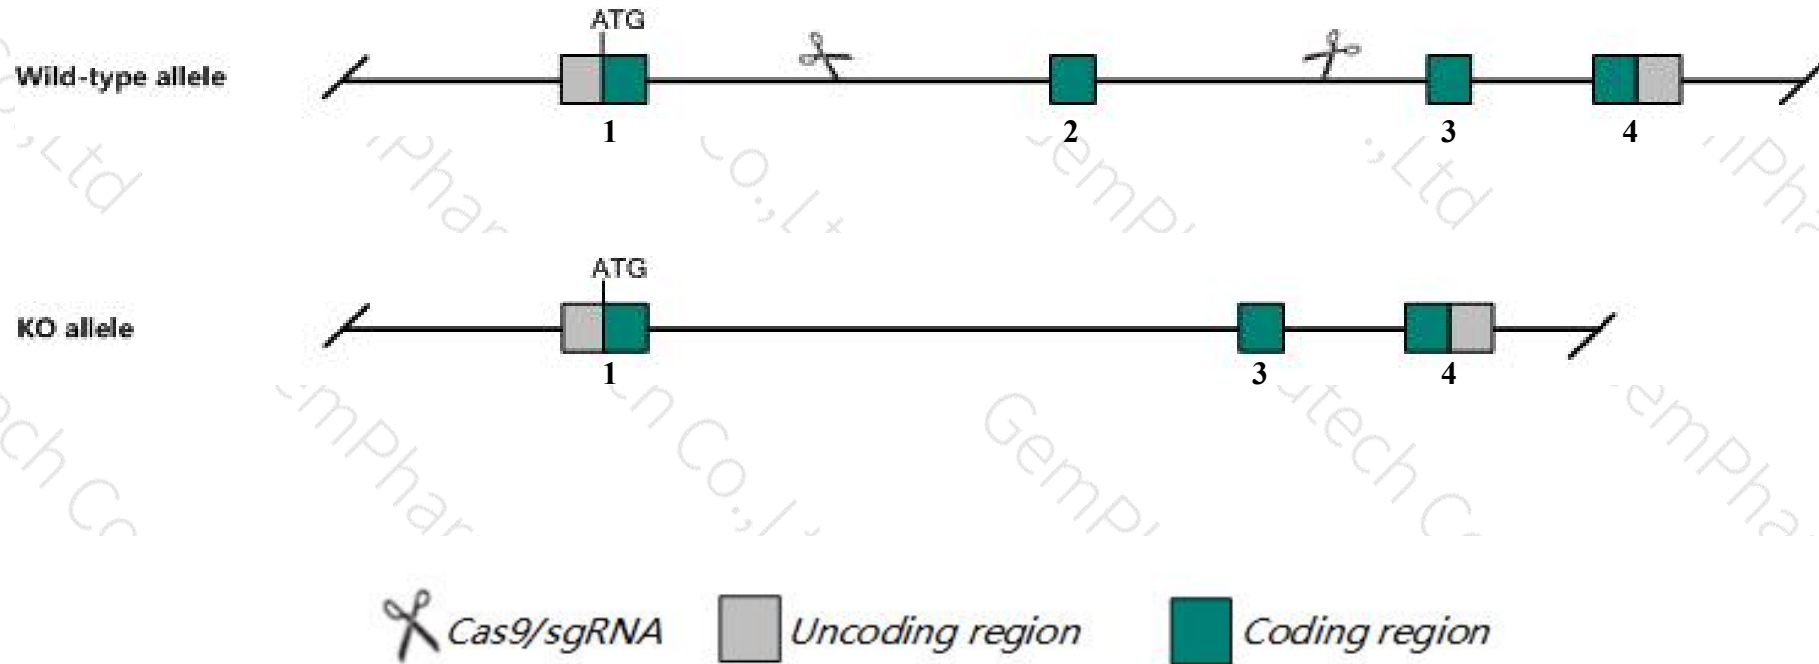 ATG
Wild-type allele
1 2 3 4
ATG
KO allele
1 3 4
Cas9/sgRNA Uncoding region Coding region